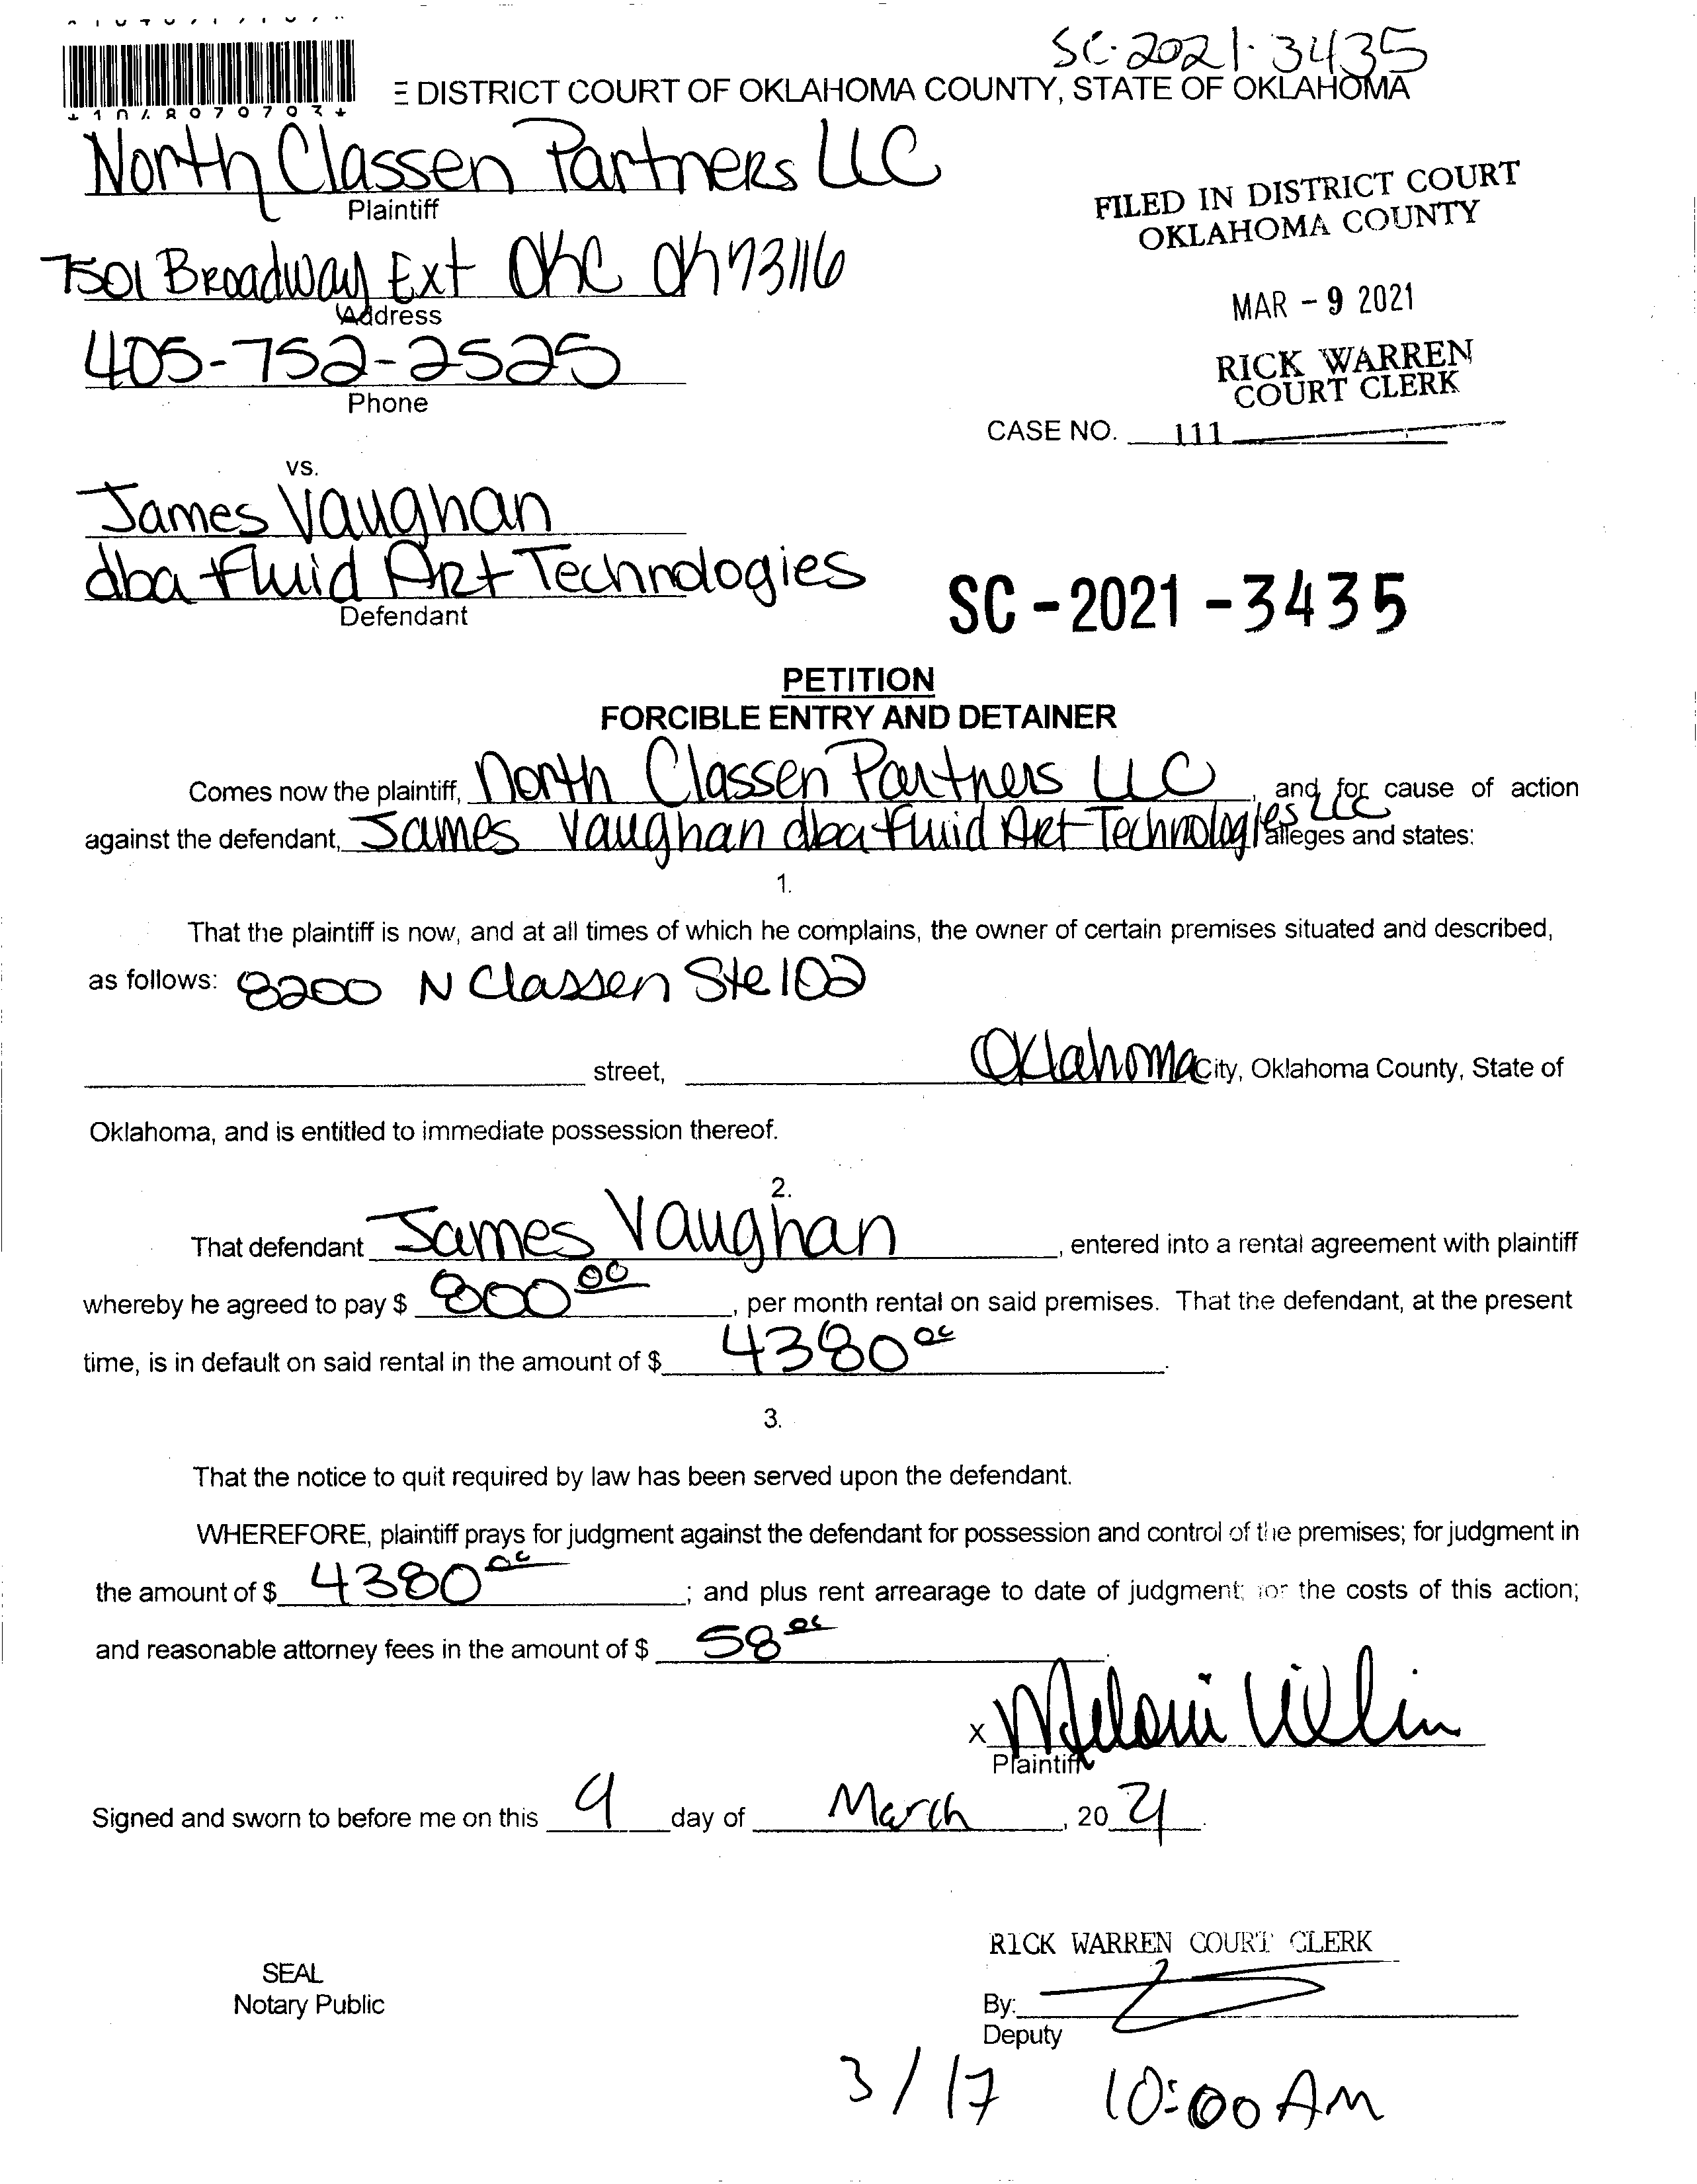 SC-2021-3435
DISTRICT COURT OF OKLAHOMA COUNTY, STATE OF OKLAHOMA
North Classen Partners LLC
Plaintiff
FILED IN DISTRICT COURT
OKLAHOMA COUNTY
7501 Broadway Ext OKC OK 73116
Address
MAR - 9 2021
405-752-2525
Phone
RICK WARREN
COURT CLERK
CASE NO. 111
vs.
James Vaughan
dba Fluid Art Technologies
Defendant
SC - 2021 - 3435
PETITION
FORCIBLE ENTRY AND DETAINER
Comes now the plaintiff, North Classen Partners LLC, and for cause of action
against the defendant, James Vaughan dba Fluid Art Technologies LLC alleges and states:
1.
That the plaintiff is now, and at all times of which he complains, the owner of certain premises situated and described,
as follows: 8200 N Classen Ste 102
street, Oklahoma City, Oklahoma County, State of
Oklahoma, and is entitled to immediate possession thereof.
2.
That defendant James Vaughan, entered into a rental agreement with plaintiff
whereby he agreed to pay $ 800 00, per month rental on said premises. That the defendant, at the present
time, is in default on said rental in the amount of $ 4380 00.
3.
That the notice to quit required by law has been served upon the defendant.
WHEREFORE, plaintiff prays for judgment against the defendant for possession and control of the premises; for judgment in
the amount of $ 4380 00; and plus rent arrearage to date of judgment; for the costs of this action;
and reasonable attorney fees in the amount of $ 58 00.
X
Plaintiff
Signed and sworn to before me on this 9 day of March, 20 21.
RICK WARREN COURT CLERK
SEAL
Notary Public
By:
Deputy
3/17 10:00 AM